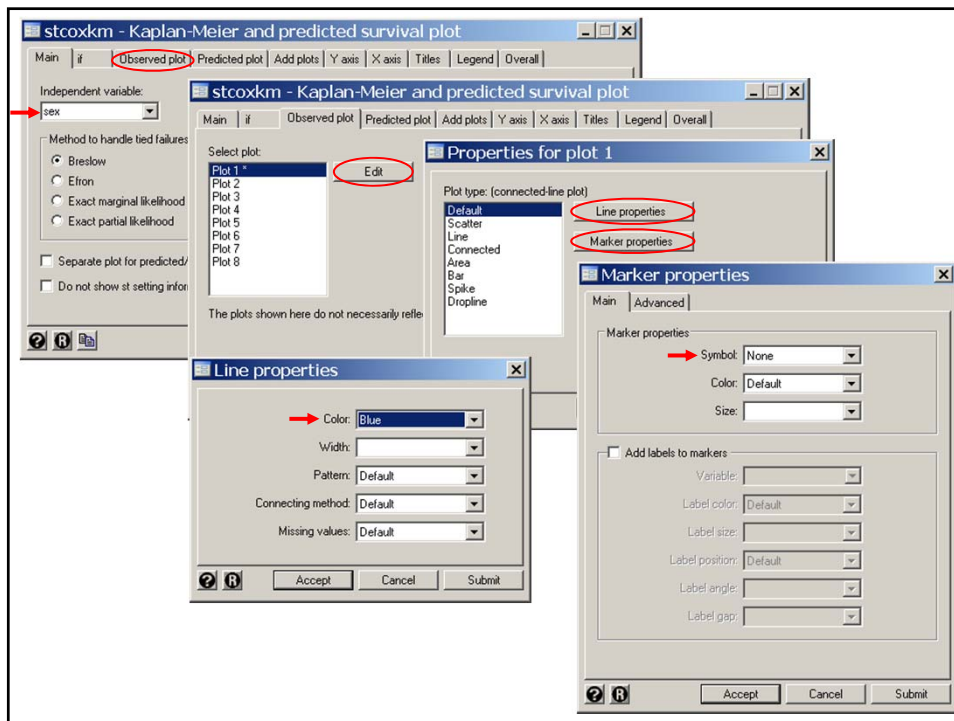 stcoxkm - Kaplan-Meier and predicted survival plot
Main if Observed plot Predicted plot Add plots Y axis X axis Titles Legend Overall
Independent variable:
sex
Method to handle tied failures
Breslow
Efron
Exact marginal likelihood
Exact partial likelihood
Separate plot for predicted/
Do not show st setting infor
? R
stcoxkm - Kaplan-Meier and predicted survival plot
Main if Observed plot Predicted plot Add plots Y axis X axis Titles Legend Overall
Select plot:
Plot 1 *
Plot 2
Plot 3
Plot 4
Plot 5
Plot 6
Plot 7
Plot 8
Edit
The plots shown here do not necessarily refle
Properties for plot 1
Plot type: (connected-line plot)
Default
Scatter
Line
Connected
Area
Bar
Spike
Dropline
Line properties
Marker properties
Line properties
Color: Blue
Width:
Pattern: Default
Connecting method: Default
Missing values: Default
? R Accept Cancel Submit
Marker properties
Main Advanced
Marker properties
Symbol: None
Color: Default
Size:
Add labels to markers
Variable:
Label color: Default
Label size:
Label position: Default
Label angle:
Label gap:
? R Accept Cancel Submit